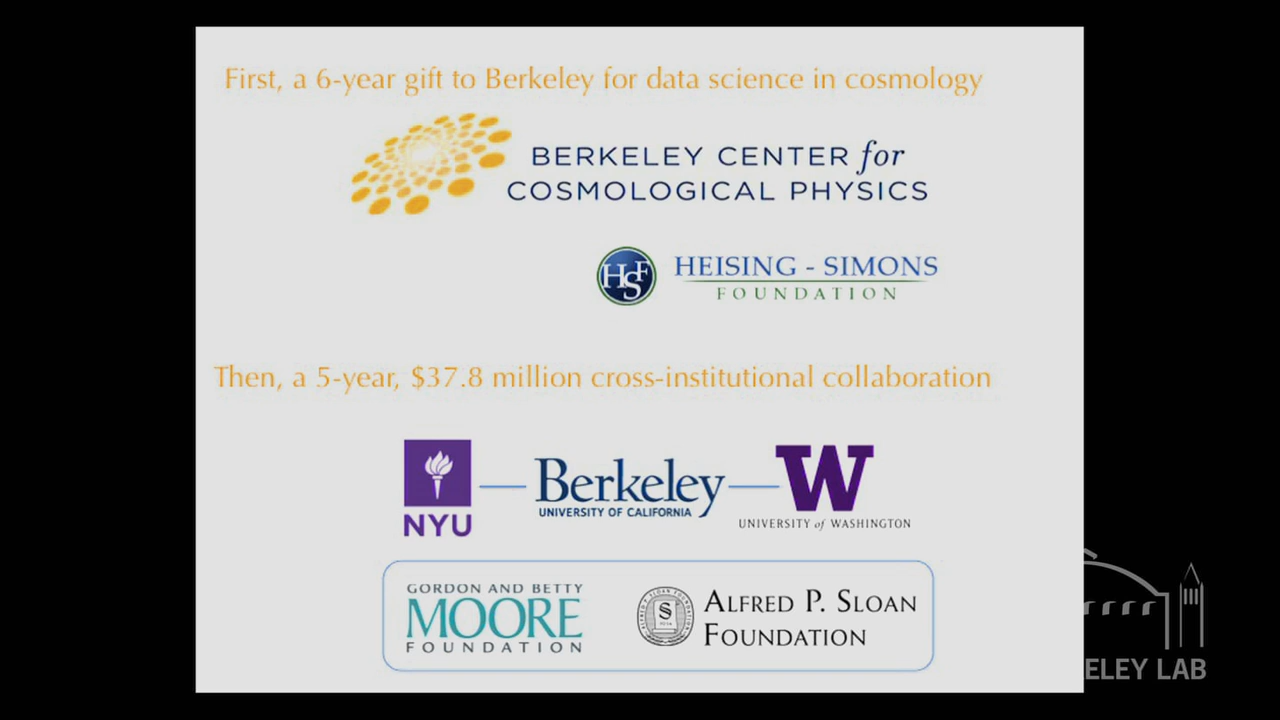 First, a 6-year gift to Berkeley for data science in cosmology
BERKELEY CENTER for
COSMOLOGICAL PHYSICS
HSF
HEISING - SIMONS
FOUNDATION
Then, a 5-year, $37.8 million cross-institutional collaboration
NYU
Berkeley
UNIVERSITY OF CALIFORNIA
W
UNIVERSITY of WASHINGTON
GORDON AND BETTY
MOORE
FOUNDATION
S
ALFRED P. SLOAN
FOUNDATION
ELEY LAB